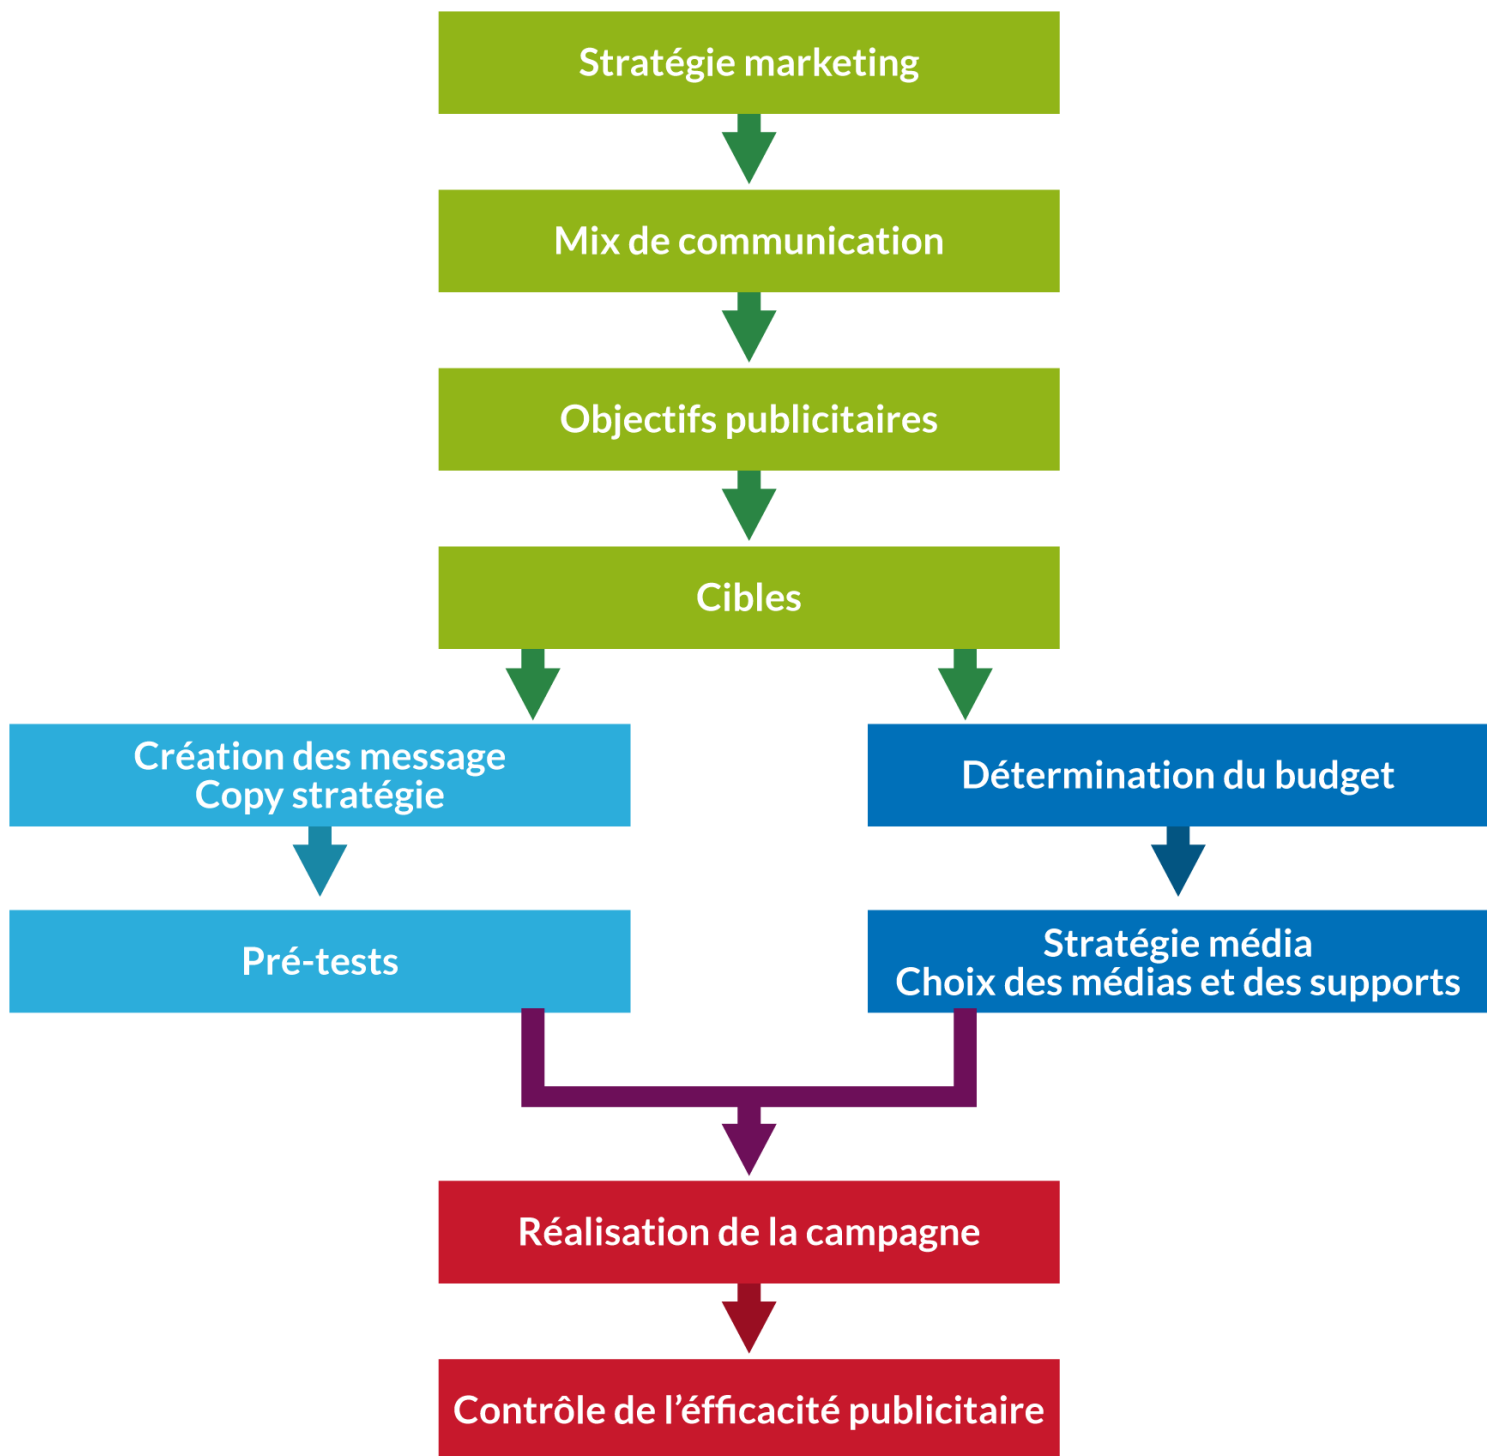 Stratégie marketing
Mix de communication
Objectifs publicitaires
Cibles
Création des message
Copy stratégie
Détermination du budget
Pré-tests
Stratégie média
Choix des médias et des supports
Réalisation de la campagne
Contrôle de l’éfficacité publicitaire